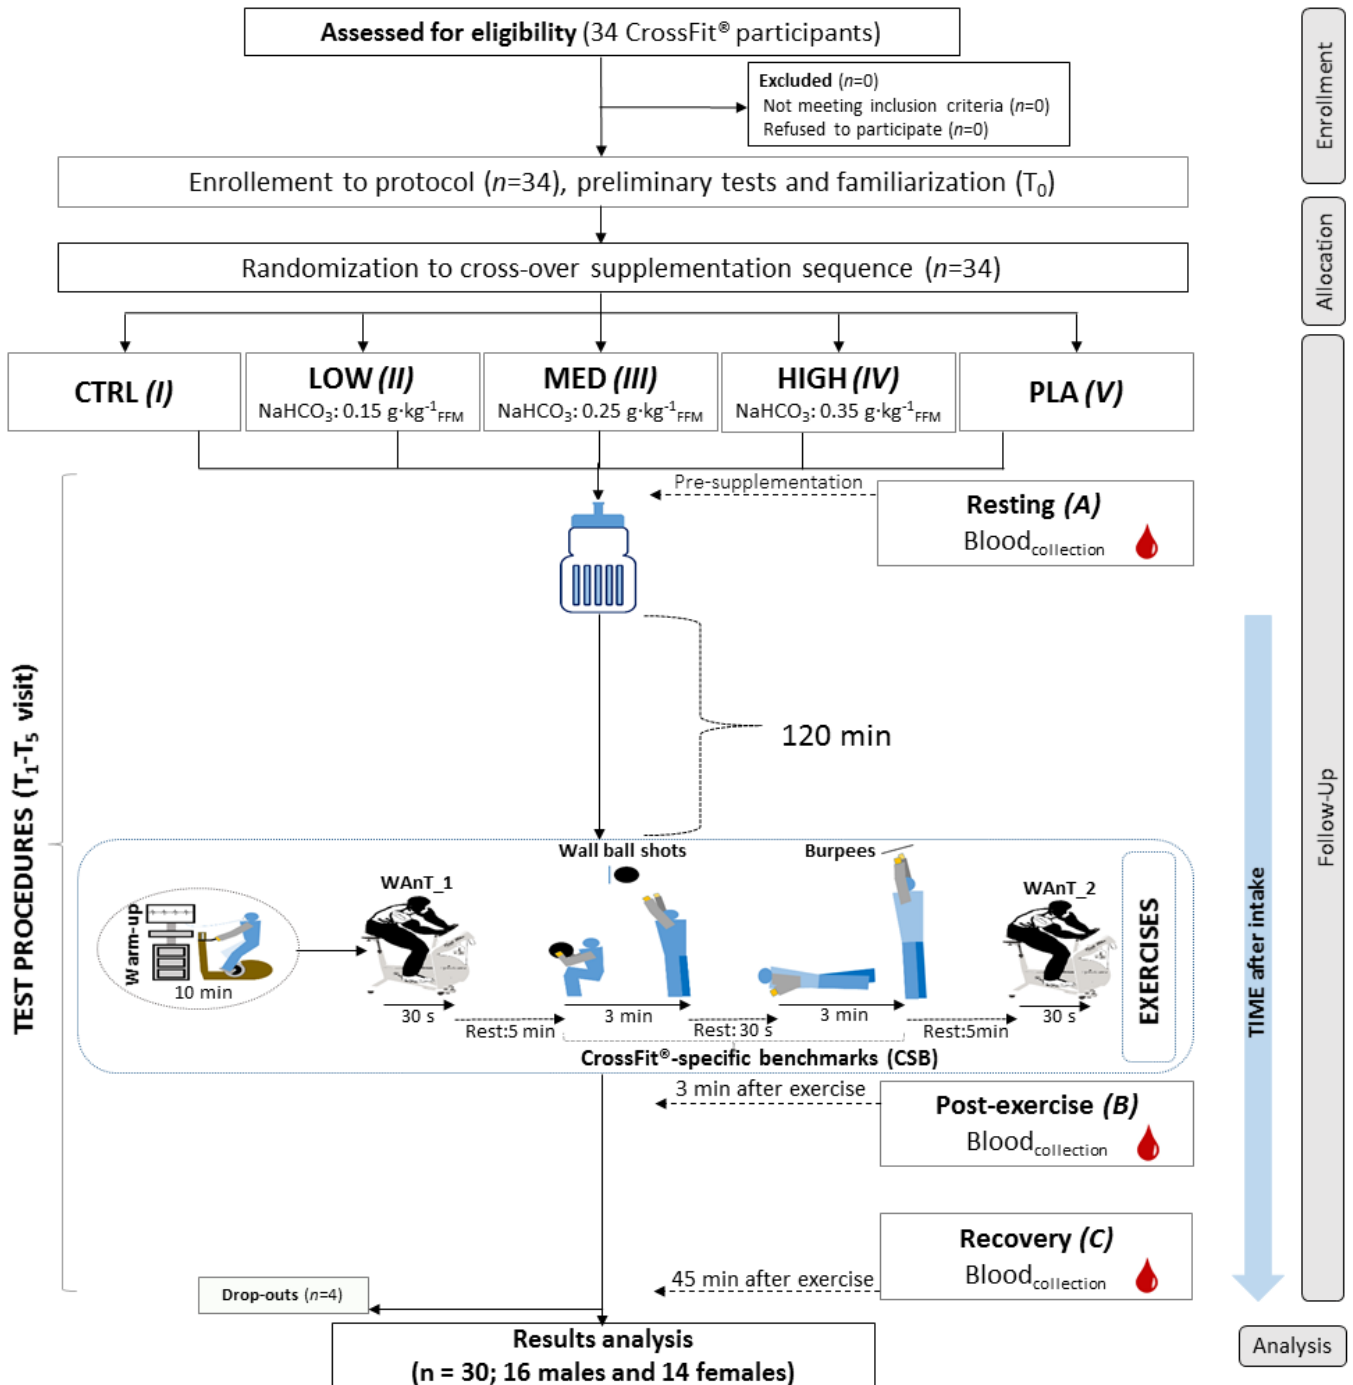 Assessed for eligibility (34 CrossFit® participants)
Excluded (n=0)
Not meeting inclusion criteria (n=0)
Refused to participate (n=0)
Enrollment
Enrollement to protocol (n=34), preliminary tests and familiarization (T₀)
Randomization to cross-over supplementation sequence (n=34)
Allocation
CTRL (I)
LOW (II)
NaHCO₃: 0.15 g·kg⁻¹FFM
MED (III)
NaHCO₃: 0.25 g·kg⁻¹FFM
HIGH (IV)
NaHCO₃: 0.35 g·kg⁻¹FFM
PLA (V)
Pre-supplementation
Resting (A)
Blood collection
120 min
TEST PROCEDURES (T₁-T₅ visit)
Follow-Up
TIME after intake
Warm-up
10 min
WAnT_1
30 s
Rest:5 min
Wall ball shots
3 min
Rest: 30 s
Burpees
3 min
Rest:5min
WAnT_2
30 s
EXERCISES
CrossFit®-specific benchmarks (CSB)
3 min after exercise
Post-exercise (B)
Blood collection
45 min after exercise
Recovery (C)
Blood collection
Drop-outs (n=4)
Results analysis
(n = 30; 16 males and 14 females)
Analysis